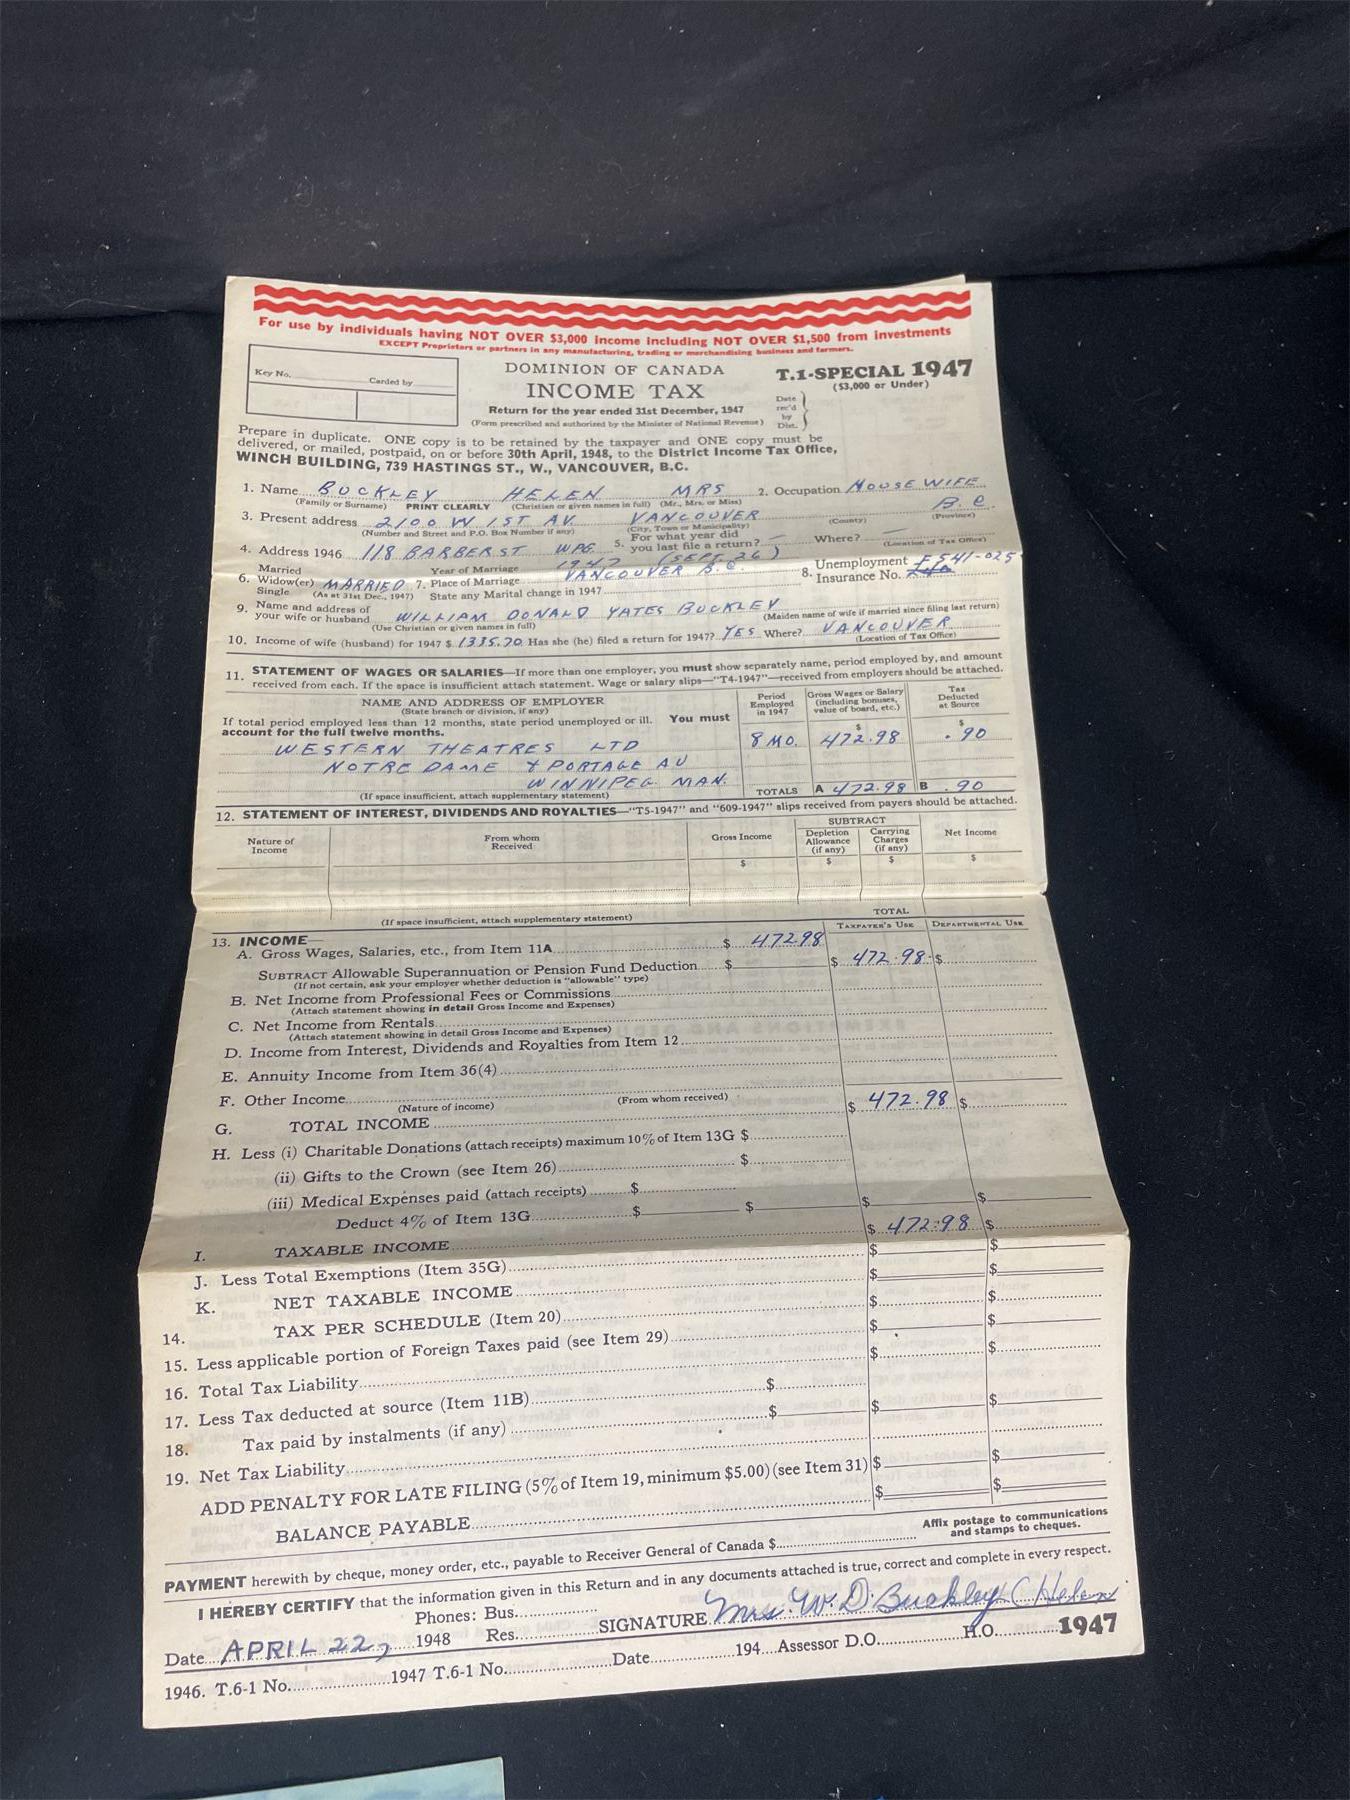 For use by individuals having NOT OVER $3,000 income including NOT OVER $1,500 from investments
EXCEPT Proprietors or partners in any manufacturing, trading or merchandising business and farmers.
Key No. Carded by
DOMINION OF CANADA
INCOME TAX
Return for the year ended 31st December, 1947
(Form prescribed and authorized by the Minister of National Revenue)
T.1-SPECIAL 1947
($3,000 or Under)
Date
rec'd
by
Dist.
Prepare in duplicate. ONE copy is to be retained by the taxpayer and ONE copy must be
delivered, or mailed, postpaid, on or before 30th April, 1948, to the District Income Tax Office,
WINCH BUILDING, 739 HASTINGS ST., W., VANCOUVER, B.C.
1. Name BUCKLEY HELEN MRS 2. Occupation HOUSEWIFE
(Family or Surname) PRINT CLEARLY (Christian or given names in full) (Mr., Mrs. or Miss)
3. Present address 2100 W 1ST AV. VANCOUVER B.C.
(Number and Street and P.O. Box Number if any) (City, Town or Municipality) (County) (Province)
4. Address 1946 118 BARBER ST WPG. 5. For what year did you last file a return? — Where? —
(Location of Tax Office)
6. Married Widow(er) Single MARRIED 7. Year of Marriage 1947 (SEPT. 26)
Place of Marriage VANCOUVER B.C. 8. Unemployment Insurance No. F541-025
(As at 31st Dec., 1947) State any Marital change in 1947
9. Name and address of your wife or husband WILLIAM DONALD YATES BUCKLEY
(Use Christian or given names in full) (Maiden name of wife if married since filing last return)
10. Income of wife (husband) for 1947 $ 1335.70 Has she (he) filed a return for 1947? YES Where? VANCOUVER
(Location of Tax Office)
11. STATEMENT OF WAGES OR SALARIES—If more than one employer, you must show separately name, period employed by, and amount
received from each. If the space is insufficient attach statement. Wage or salary slips—"T4-1947"—received from employers should be attached.
NAME AND ADDRESS OF EMPLOYER
(State branch or division, if any)
If total period employed less than 12 months, state period unemployed or ill. You must
account for the full twelve months.
Period Employed in 1947
Gross Wages or Salary (including bonuses, value of board, etc.)
Tax Deducted at Source
$ $
WESTERN THEATRES LTD 8 MO. 472.98 .90
NOTRE DAME & PORTAGE AV
WINNIPEG MAN.
(If space insufficient, attach supplementary statement) TOTALS A 472.98 B .90
12. STATEMENT OF INTEREST, DIVIDENDS AND ROYALTIES—"T5-1947" and "609-1947" slips received from payers should be attached.
Nature of Income
From whom Received
Gross Income
SUBTRACT
Depletion Allowance (if any)
Carrying Charges (if any)
Net Income
$ $ $ $
(If space insufficient, attach supplementary statement)
TOTAL
TAXPAYER'S USE DEPARTMENTAL USE
13. INCOME—
A. Gross Wages, Salaries, etc., from Item 11A $ 472.98
SUBTRACT Allowable Superannuation or Pension Fund Deduction $ $ 472.98 $
(If not certain, ask your employer whether deduction is "allowable" type)
B. Net Income from Professional Fees or Commissions
(Attach statement showing in detail Gross Income and Expenses)
C. Net Income from Rentals
(Attach statement showing in detail Gross Income and Expenses)
D. Income from Interest, Dividends and Royalties from Item 12
E. Annuity Income from Item 36(4)
F. Other Income
(Nature of income) (From whom received)
G. TOTAL INCOME $ 472.98 $
H. Less (i) Charitable Donations (attach receipts) maximum 10% of Item 13G $
(ii) Gifts to the Crown (see Item 26) $
(iii) Medical Expenses paid (attach receipts) $
Deduct 4% of Item 13G $ $ $ $
I. TAXABLE INCOME $ 472.98 $
J. Less Total Exemptions (Item 35G) $ $
K. NET TAXABLE INCOME $ $
14. TAX PER SCHEDULE (Item 20) $ $
15. Less applicable portion of Foreign Taxes paid (see Item 29) $ $
16. Total Tax Liability $ $
17. Less Tax deducted at source (Item 11B) $
18. Tax paid by instalments (if any) $ $ $
19. Net Tax Liability
ADD PENALTY FOR LATE FILING (5% of Item 19, minimum $5.00) (see Item 31) $ $
BALANCE PAYABLE $ $
PAYMENT herewith by cheque, money order, etc., payable to Receiver General of Canada $
Affix postage to communications
and stamps to cheques.
I HEREBY CERTIFY that the information given in this Return and in any documents attached is true, correct and complete in every respect.
Phones: Bus.
Date APRIL 22, 1948 Res. SIGNATURE Mrs. W. D. Buckley (Helen)
1946. T.6-1 No. 1947 T.6-1 No. Date 194 Assessor D.O. H.O. 1947